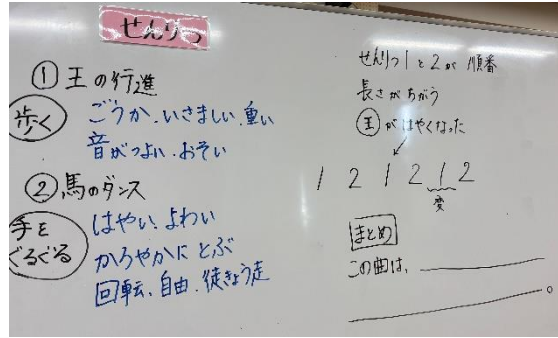 せんりつ
① 王の行進
歩く
ごうか、いさましい、重い
音がつよい、おそい
② 馬のダンス
手を
ぐるぐる
はやい、よわい
かろやかに とぶ
回転、自由、徒きょう走
せんりつ1と2が 順番
長さがちがう
王がはやくなった
1 2 1 2 1 2
変
まとめ
この曲は、
。